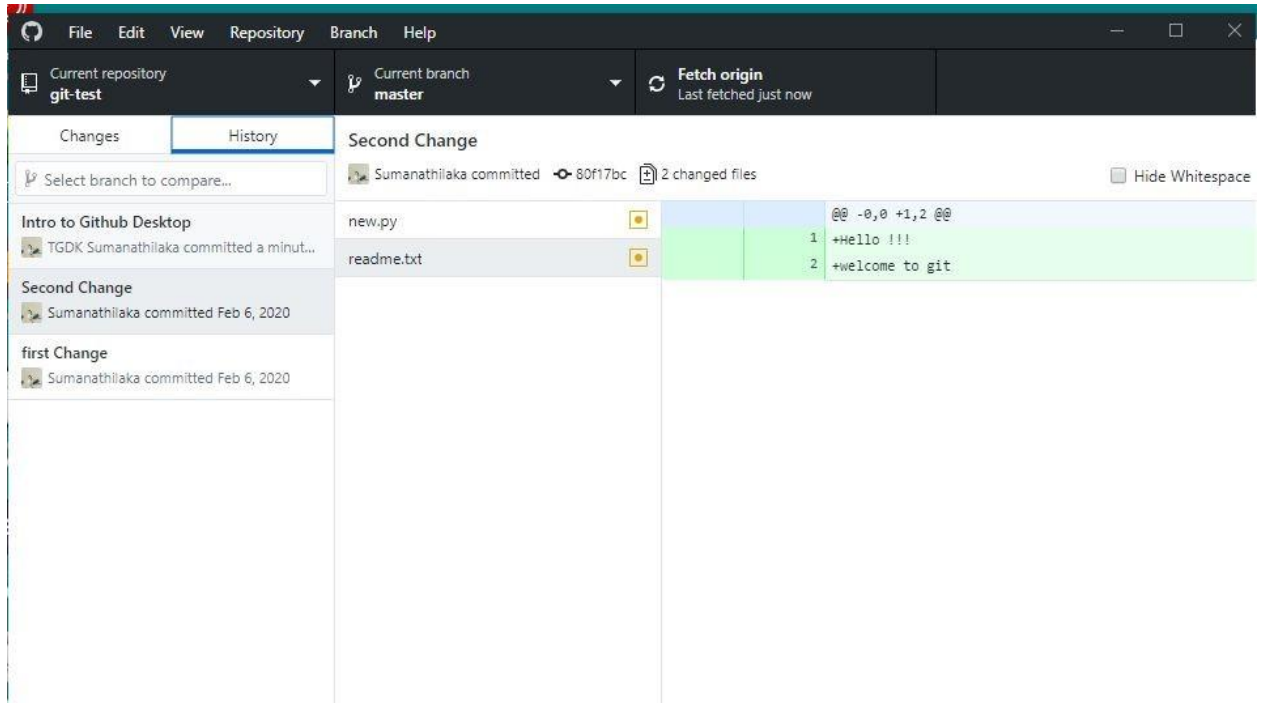 File Edit View Repository Branch Help
Current repository
git-test
Current branch
master
Fetch origin
Last fetched just now
Changes History
Select branch to compare...
Intro to Github Desktop
TGDK Sumanathilaka committed a minut...
Second Change
Sumanathilaka committed Feb 6, 2020
first Change
Sumanathilaka committed Feb 6, 2020
Second Change
Sumanathilaka committed 80f17bc 2 changed files
Hide Whitespace
new.py
readme.txt
@@ -0,0 +1,2 @@
1 +Hello !!!
2 +welcome to git